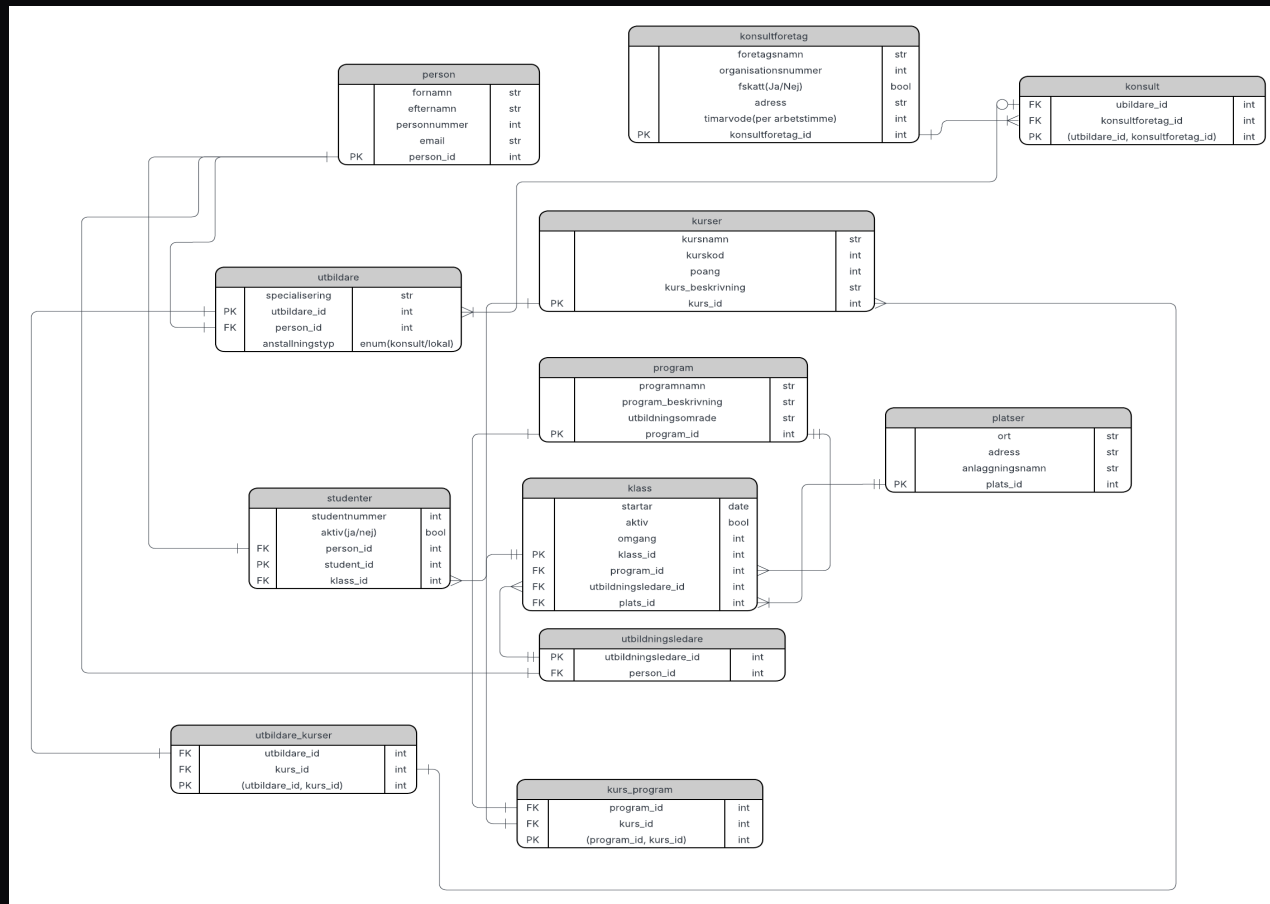 konsultforetag
foretagsnamn str
organisationsnummer int
fskatt(Ja/Nej) bool
adress str
timarvode(per arbetstimme) int
PK konsultforetag_id int
person
fornamn str
efternamn str
personnummer int
email str
PK person_id int
konsult
FK ubildare_id int
FK konsultforetag_id int
PK (utbildare_id, konsultforetag_id) int
kurser
kursnamn str
kurskod int
poang int
kurs_beskrivning str
PK kurs_id int
utbildare
specialisering str
PK utbildare_id int
FK person_id int
anstallningstyp enum(konsult/lokal)
program
programnamn str
program_beskrivning str
utbildningsomrade str
PK program_id int
platser
ort str
adress str
anlaggningsnamn str
PK plats_id int
studenter
studentnummer int
aktiv(ja/nej) bool
FK person_id int
PK student_id int
FK klass_id int
klass
startar date
aktiv bool
omgang int
PK klass_id int
FK program_id int
FK utbildningsledare_id int
FK plats_id int
utbildningsledare
PK utbildningsledare_id int
FK person_id int
utbildare_kurser
FK utbildare_id int
FK kurs_id int
PK (utbildare_id, kurs_id) int
kurs_program
FK program_id int
FK kurs_id int
PK (program_id, kurs_id) int